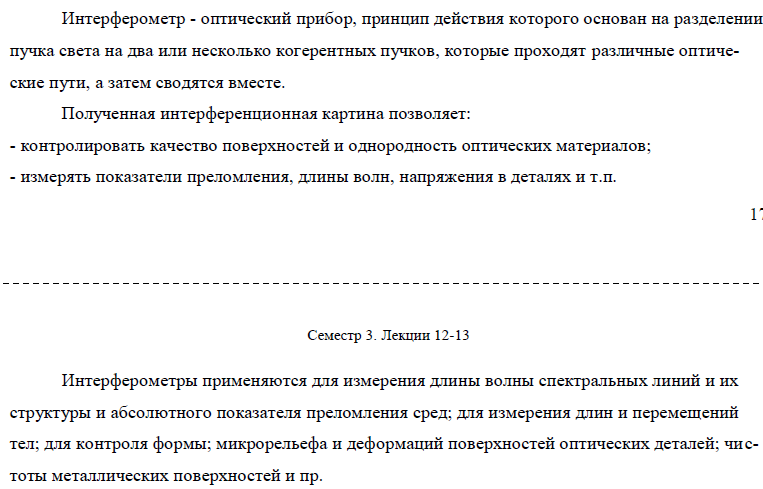 Интерферометр - оптический прибор, принцип действия которого основан на разделении
пучка света на два или несколько когерентных пучков, которые проходят различные оптиче-
ские пути, а затем сводятся вместе.
Полученная интерференционная картина позволяет:
- контролировать качество поверхностей и однородность оптических материалов;
- измерять показатели преломления, длины волн, напряжения в деталях и т.п.
17
Семестр 3. Лекции 12-13
Интерферометры применяются для измерения длины волны спектральных линий и их
структуры и абсолютного показателя преломления сред; для измерения длин и перемещений
тел; для контроля формы; микрорельефа и деформаций поверхностей оптических деталей; чис-
тоты металлических поверхностей и пр.